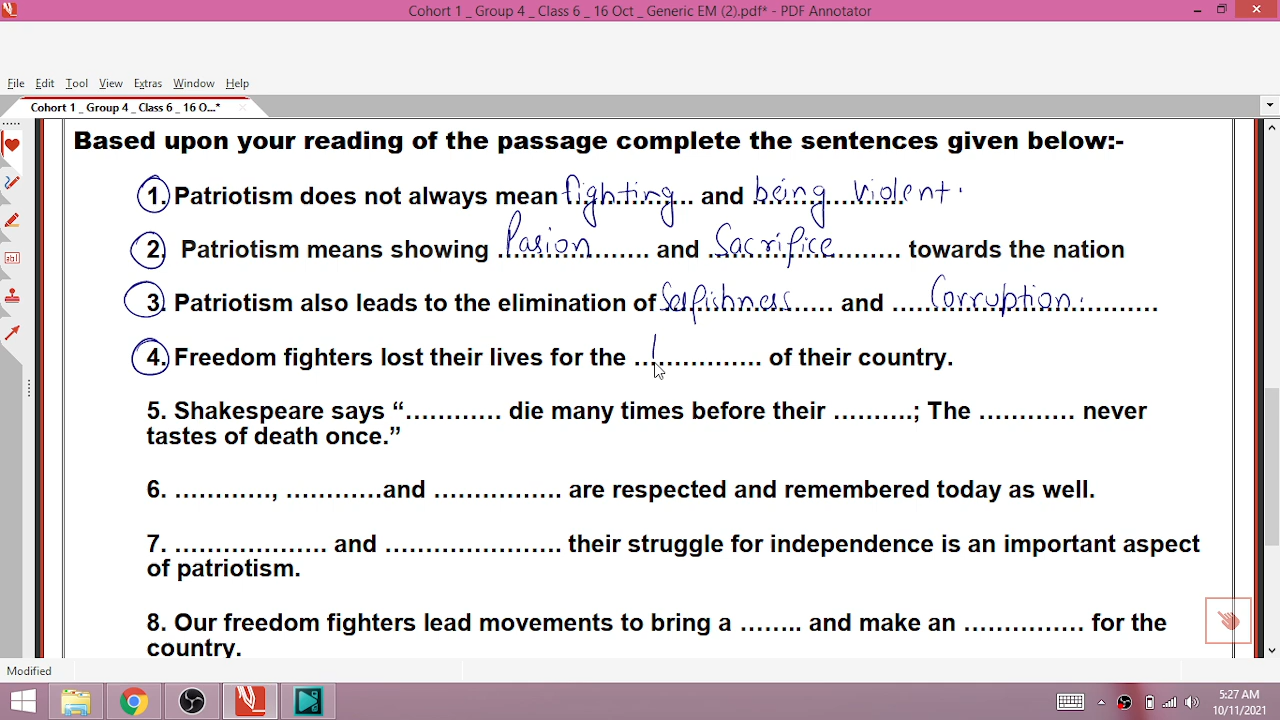 Cohort 1 _ Group 4 _ Class 6 _ 16 Oct _ Generic EM (2).pdf* - PDF Annotator
File Edit Tool View Extras Window Help
Cohort 1 _ Group 4 _ Class 6 _ 16 O...*
Based upon your reading of the passage complete the sentences given below:-
1. Patriotism does not always mean fighting and being violent.
2. Patriotism means showing Pasion and Sacrifice towards the nation
3. Patriotism also leads to the elimination of Selfishness and Corruption.
4. Freedom fighters lost their lives for the ................ of their country.
5. Shakespeare says “............ die many times before their ..........; The ............ never
tastes of death once.”
6. ............, ............and ................ are respected and remembered today as well.
7. ................... and ...................... their struggle for independence is an important aspect
of patriotism.
8. Our freedom fighters lead movements to bring a ........ and make an ............... for the
country.
Modified
5:27 AM
10/11/2021